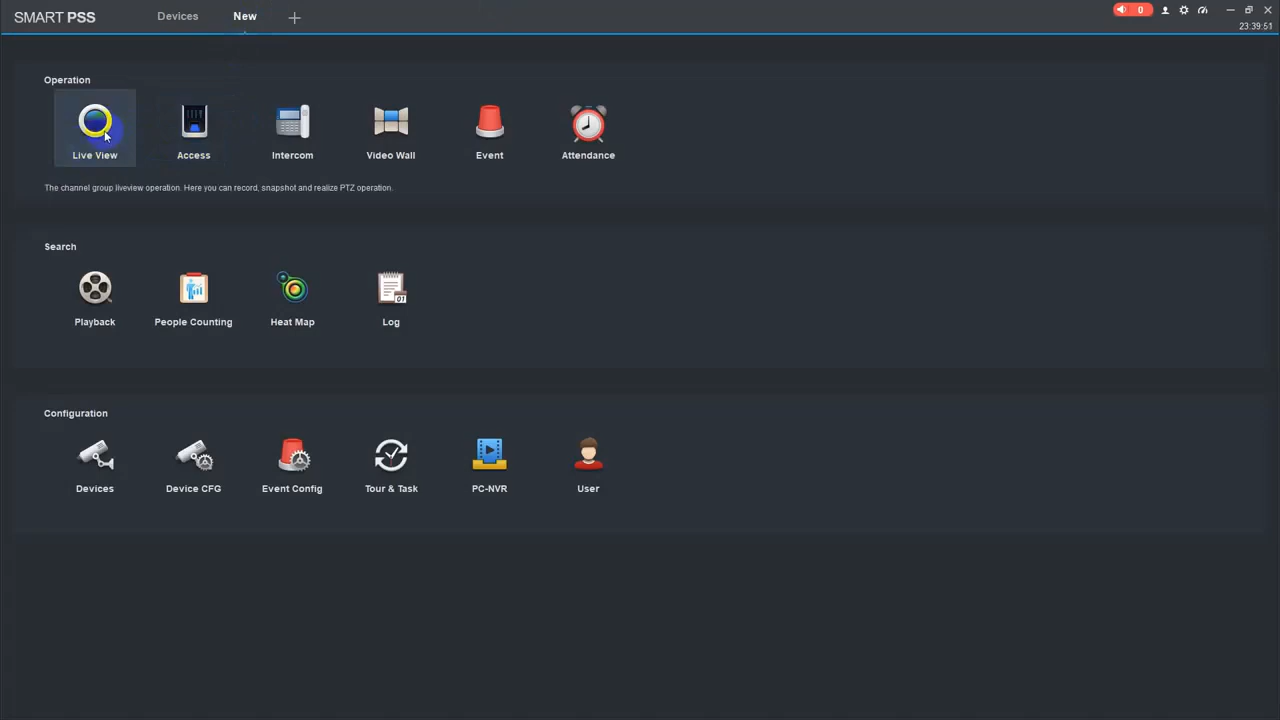 SMART PSS
Devices
New
0
23:39:51
Operation
Live View
Access
Intercom
Video Wall
Event
Attendance
The channel group liveview operation. Here you can record, snapshot and realize PTZ operation.
Search
Playback
People Counting
Heat Map
Log
01
Configuration
Devices
Device CFG
Event Config
Tour & Task
PC-NVR
User